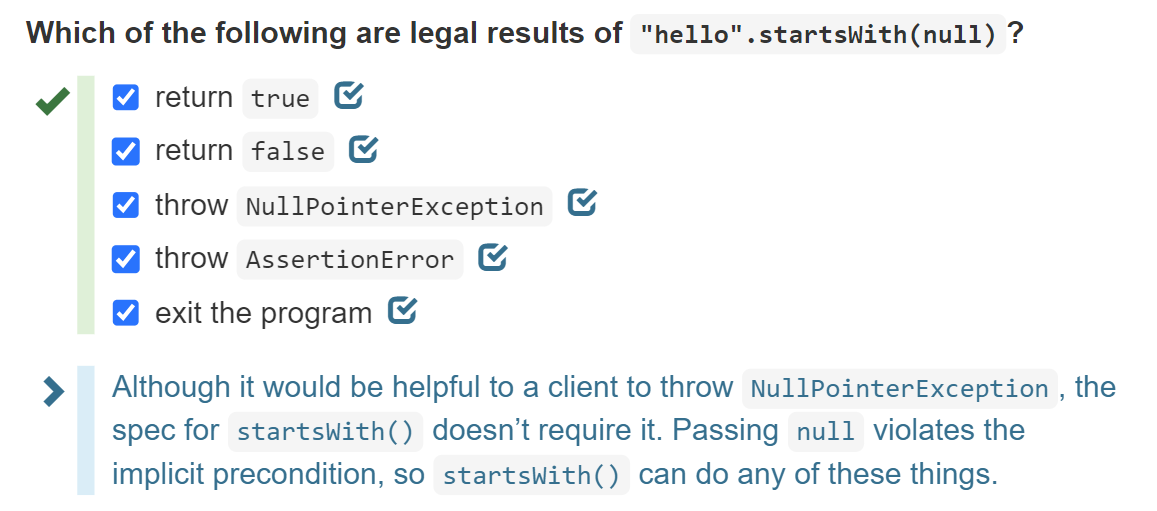 Which of the following are legal results of "hello".startsWith(null) ?
return true
return false
throw NullPointerException
throw AssertionError
exit the program
Although it would be helpful to a client to throw NullPointerException , the
spec for startsWith() doesn’t require it. Passing null violates the
implicit precondition, so startsWith() can do any of these things.